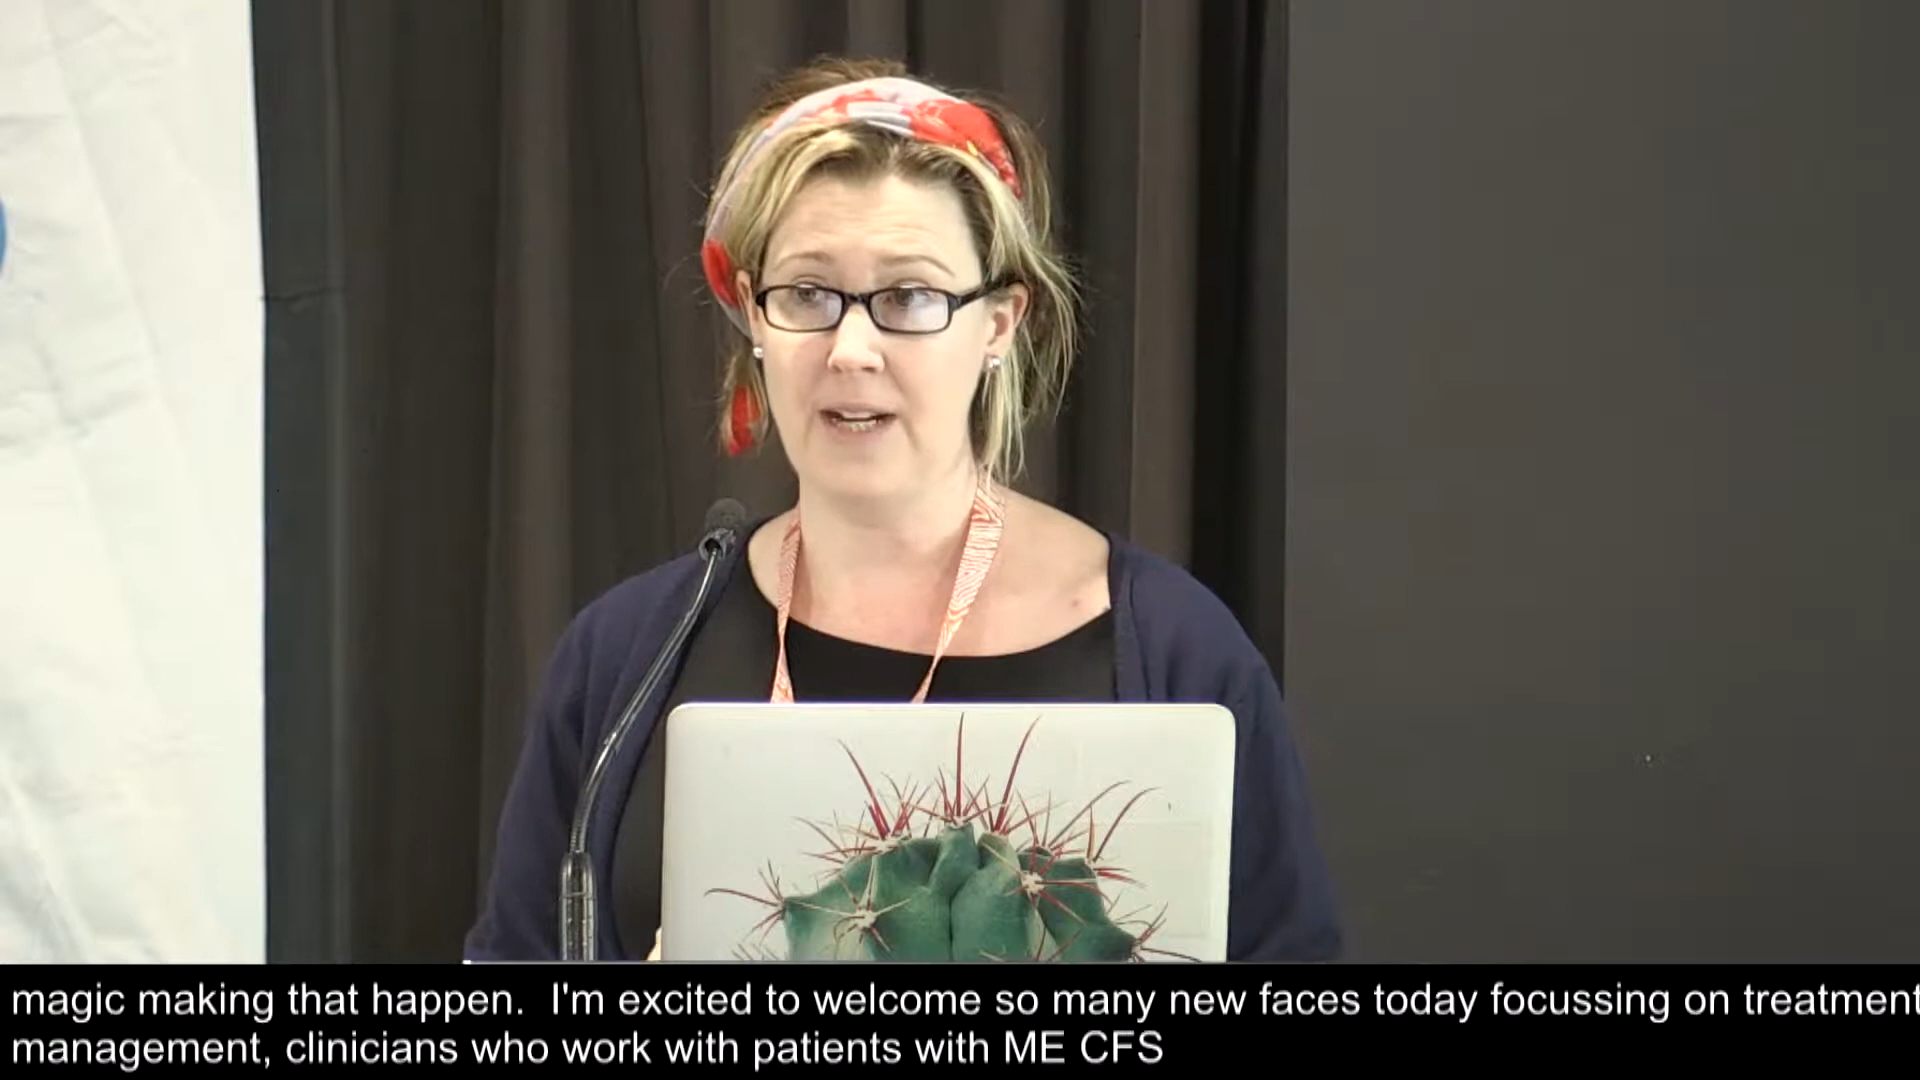 magic making that happen.  I'm excited to welcome so many new faces today focussing on treatment
management, clinicians who work with patients with ME CFS